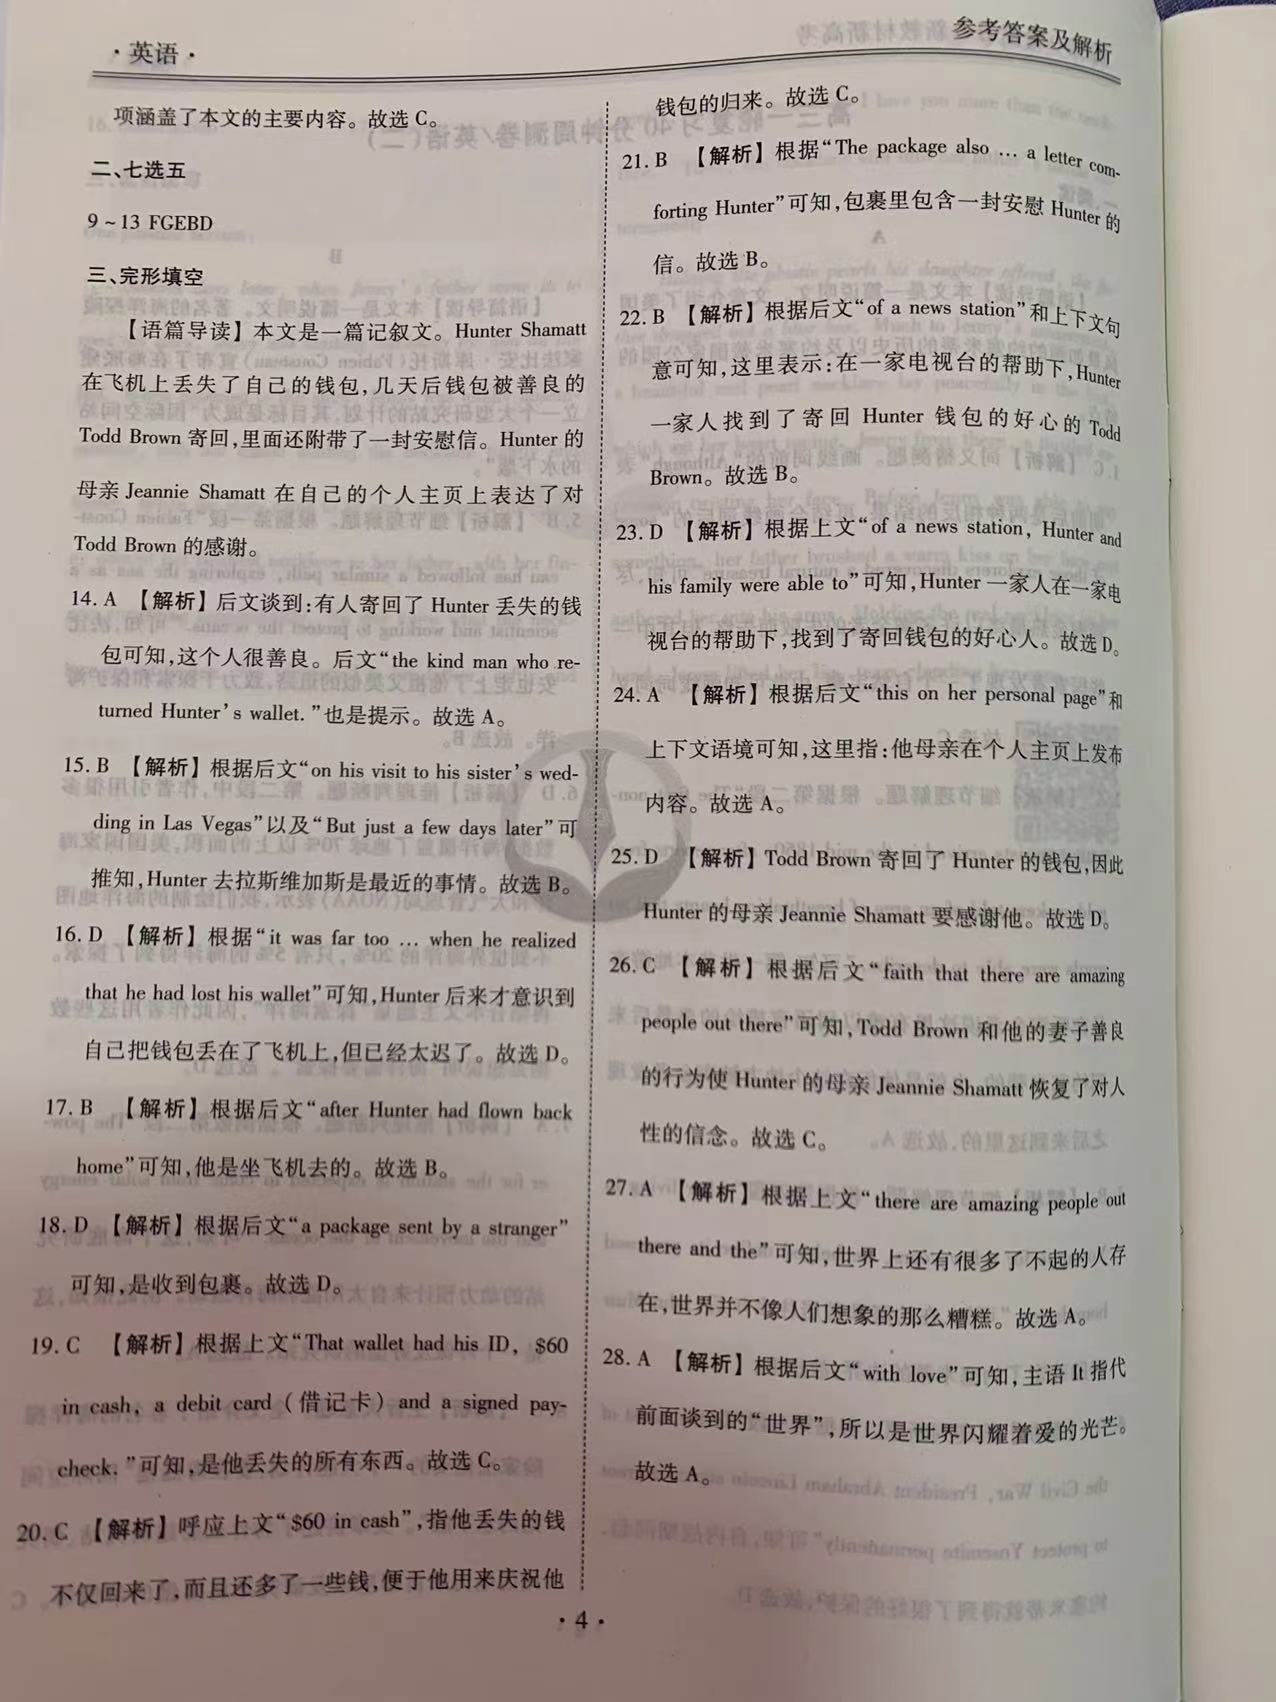 ·英语·
参考答案及解析
项涵盖了本文的主要内容。故选C。
二、七选五
9~13 FGEBD
三、完形填空
【语篇导读】本文是一篇记叙文。Hunter Shamatt
在飞机上丢失了自己的钱包,几天后钱包被善良的
Todd Brown 寄回,里面还附带了一封安慰信。Hunter 的
母亲 Jeannie Shamatt 在自己的个人主页上表达了对
Todd Brown 的感谢。
14. A 【解析】后文谈到:有人寄回了 Hunter 丢失的钱
包可知,这个人很善良。后文“the kind man who re-
turned Hunter's wallet.”也是提示。故选 A。
15. B 【解析】根据后文“on his visit to his sister's wed-
ding in Las Vegas”以及“But just a few days later”可
推知,Hunter 去拉斯维加斯是最近的事情。故选 B。
16. D 【解析】根据“it was far too … when he realized
that he had lost his wallet”可知,Hunter 后来才意识到
自己把钱包丢在了飞机上,但已经太迟了。故选 D。
17. B 【解析】根据后文“after Hunter had flown back
home”可知,他是坐飞机去的。故选 B。
18. D 【解析】根据后文“a package sent by a stranger”
可知,是收到包裹。故选 D。
19. C 【解析】根据上文“That wallet had his ID, $60
in cash, a debit card (借记卡) and a signed pay-
check.”可知,是他丢失的所有东西。故选 C。
20. C 【解析】呼应上文“$60 in cash”,指他丢失的钱
不仅回来了,而且还多了一些钱,便于他用来庆祝他
钱包的归来。故选 C。
21. B 【解析】根据“The package also … a letter com-
forting Hunter”可知,包裹里包含一封安慰 Hunter 的
信。故选 B。
22. B 【解析】根据后文“of a news station”和上下文句
意可知,这里表示:在一家电视台的帮助下,Hunter
一家人找到了寄回 Hunter 钱包的好心的 Todd
Brown。故选 B。
23. D 【解析】根据上文“of a news station, Hunter and
his family were able to”可知,Hunter 一家人在一家电
视台的帮助下,找到了寄回钱包的好心人。故选 D。
24. A 【解析】根据后文“this on her personal page”和
上下文语境可知,这里指:他母亲在个人主页上发布
内容。故选 A。
25. D 【解析】Todd Brown 寄回了 Hunter 的钱包,因此
Hunter 的母亲 Jeannie Shamatt 要感谢他。故选 D。
26. C 【解析】根据后文“faith that there are amazing
people out there”可知,Todd Brown 和他的妻子善良
的行为使 Hunter 的母亲 Jeannie Shamatt 恢复了对人
性的信念。故选 C。
27. A 【解析】根据上文“there are amazing people out
there and the”可知,世界上还有很多了不起的人存
在,世界并不像人们想象的那么糟糕。故选 A。
28. A 【解析】根据后文“with love”可知,主语 It 指代
前面谈到的“世界”,所以是世界闪耀着爱的光芒。
故选 A。
·4·